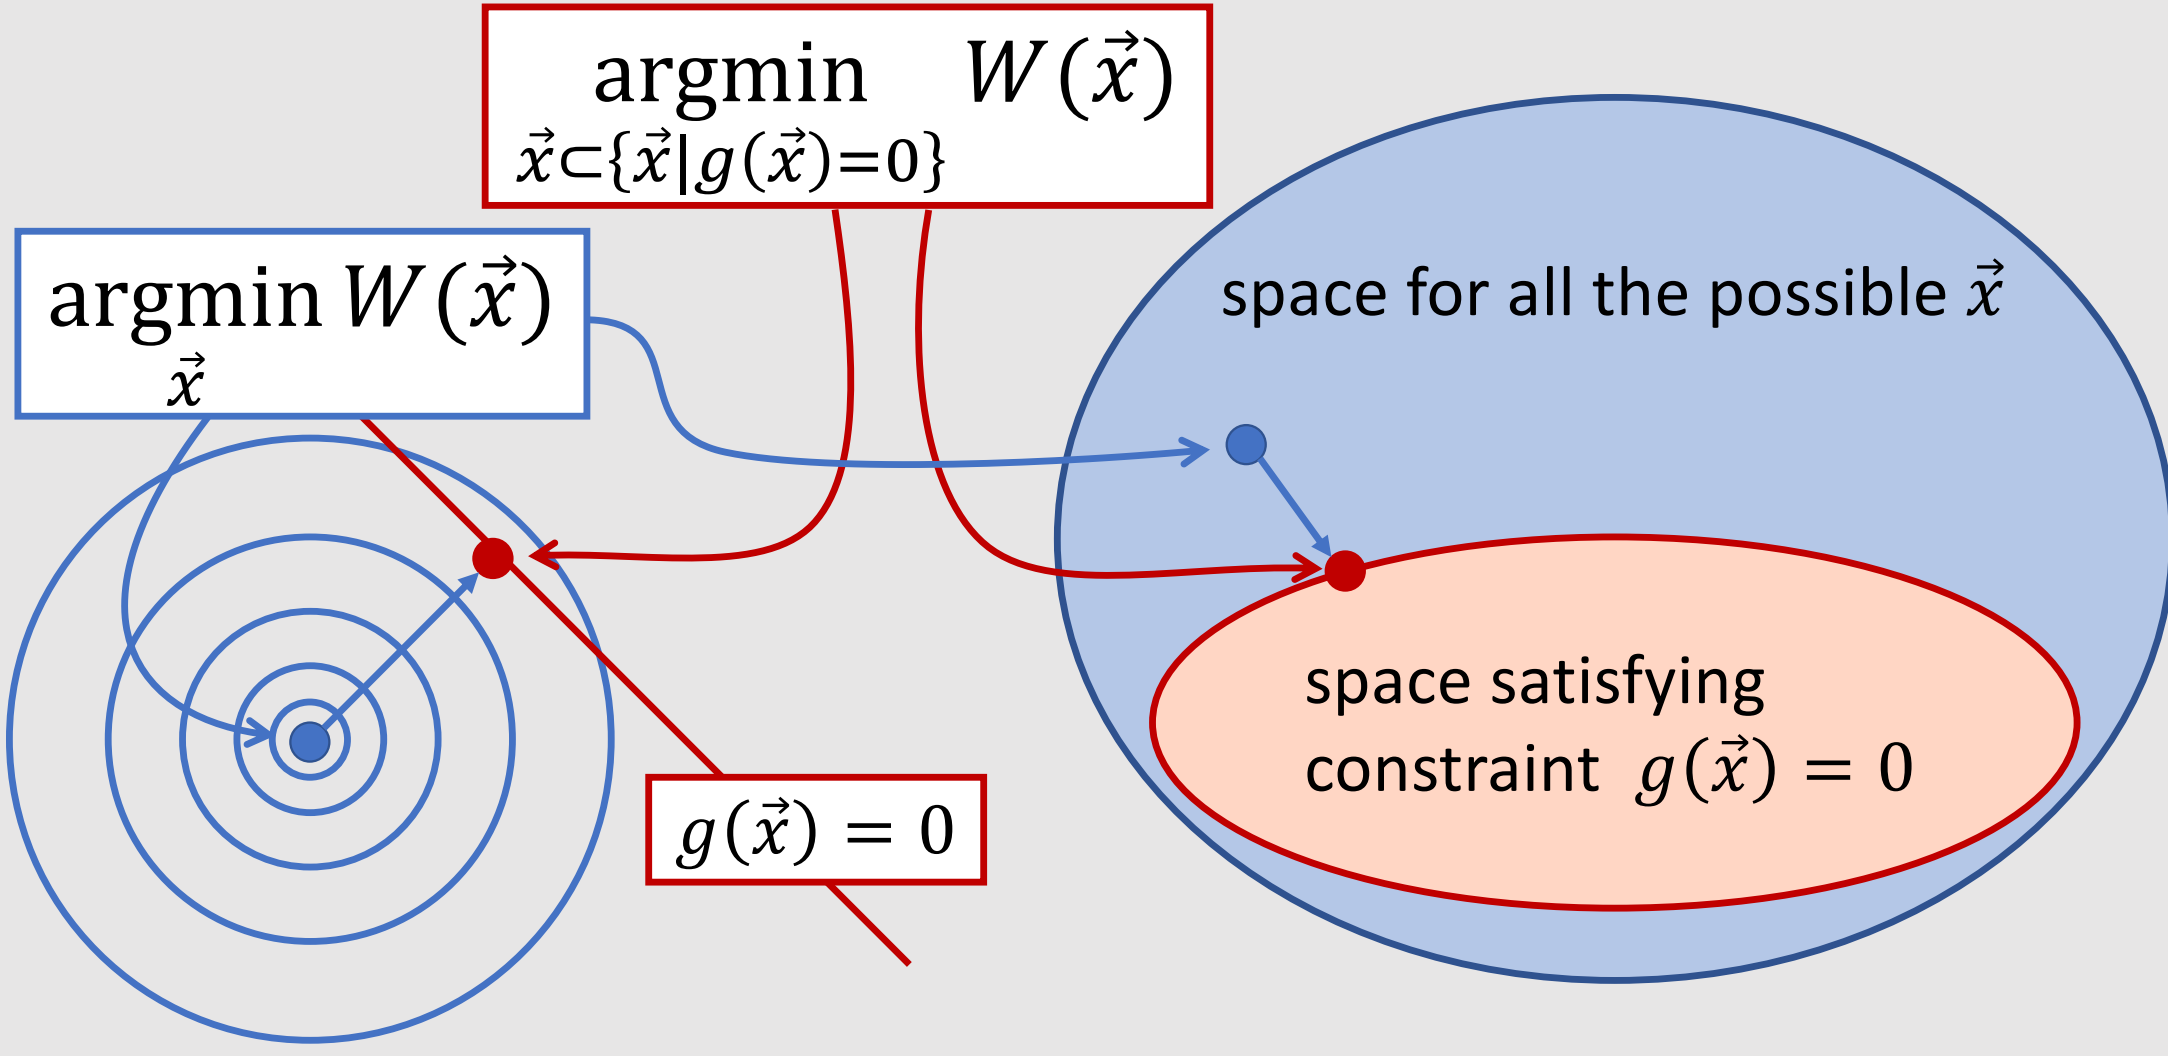 argmin W(x⃗)
x⃗⊂{x⃗|g(x⃗)=0}
argmin W(x⃗)
x⃗
space for all the possible x⃗
space satisfying
constraint g(x⃗) = 0
g(x⃗) = 0